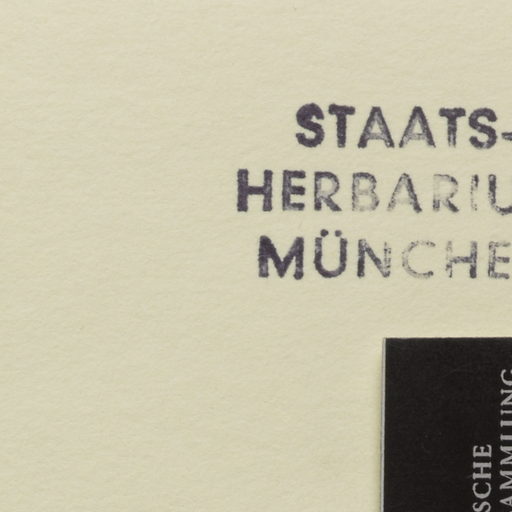 STAATS-
HERBARIU
MÜNCHE
SCHE
AMMLUNG